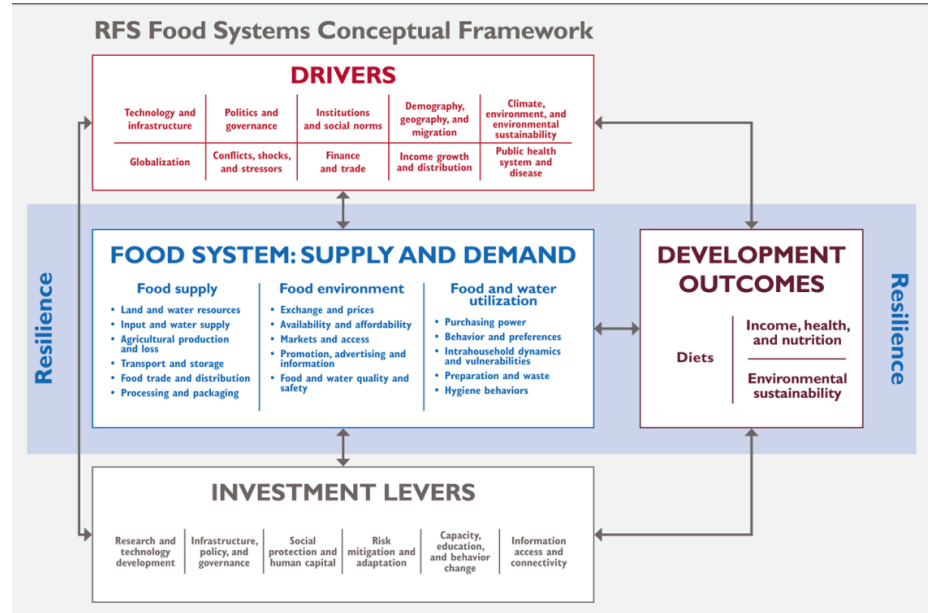 RFS Food Systems Conceptual Framework
DRIVERS
Technology and
infrastructure
Politics and
governance
Institutions
and social norms
Demography,
geography, and
migration
Climate,
environment, and
environmental
sustainability
Globalization
Conflicts, shocks,
and stressors
Finance
and trade
Income growth
and distribution
Public health
system and
disease
Resilience
FOOD SYSTEM: SUPPLY AND DEMAND
Food supply
• Land and water resources
• Input and water supply
• Agricultural production
and loss
• Transport and storage
• Food trade and distribution
• Processing and packaging
Food environment
• Exchange and prices
• Availability and affordability
• Markets and access
• Promotion, advertising and
information
• Food and water quality and
safety
Food and water
utilization
• Purchasing power
• Behavior and preferences
• Intrahousehold dynamics
and vulnerabilities
• Preparation and waste
• Hygiene behaviors
DEVELOPMENT
OUTCOMES
Diets
Income, health,
and nutrition
Environmental
sustainability
Resilience
INVESTMENT LEVERS
Research and
technology
development
Infrastructure,
policy, and
governance
Social
protection and
human capital
Risk
mitigation and
adaptation
Capacity,
education,
and behavior
change
Information
access and
connectivity